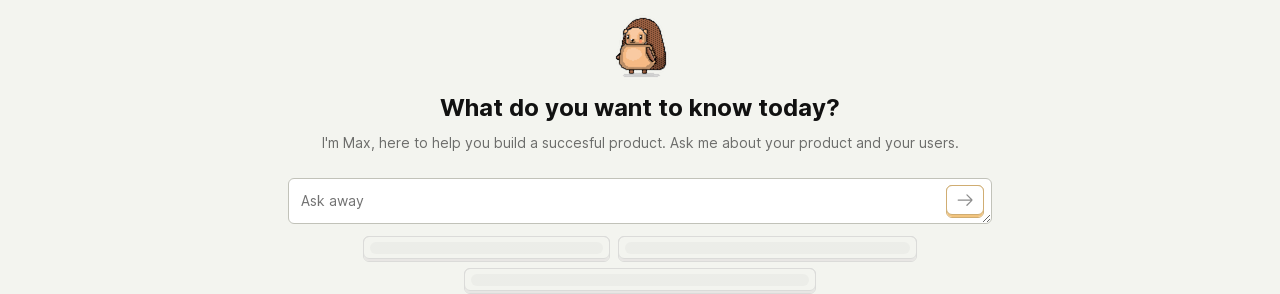 What do you want to know today?
I'm Max, here to help you build a succesful product. Ask me about your product and your users.
Ask away